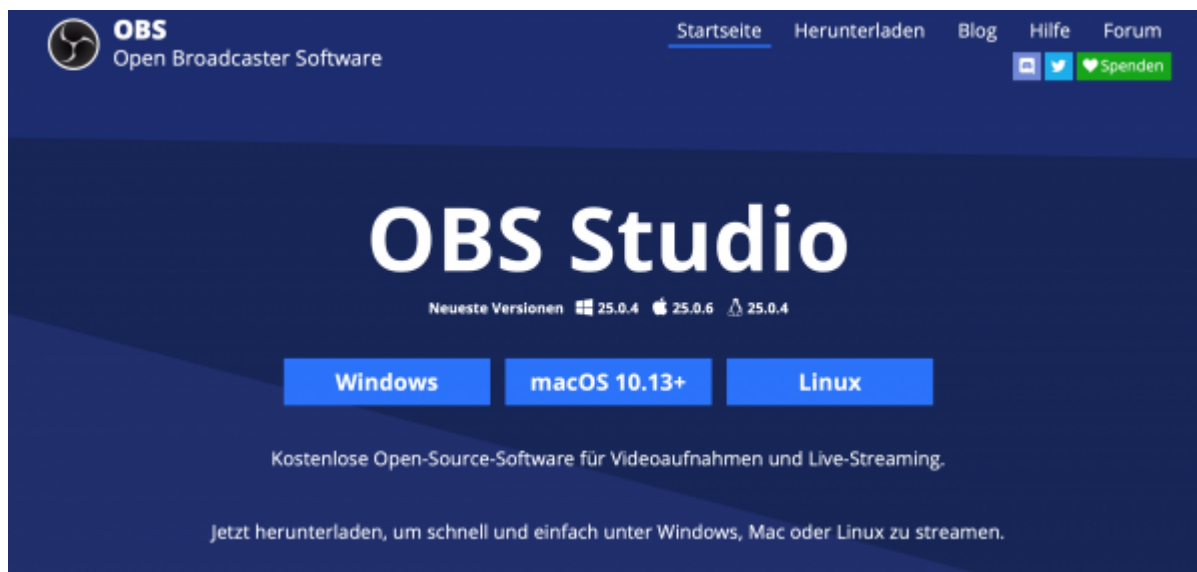 OBS
Open Broadcaster Software
Startseite Herunterladen Blog Hilfe Forum
Spenden
OBS Studio
Neueste Versionen 25.0.4 25.0.6 25.0.4
Windows macOS 10.13+ Linux
Kostenlose Open-Source-Software für Videoaufnahmen und Live-Streaming.
Jetzt herunterladen, um schnell und einfach unter Windows, Mac oder Linux zu streamen.